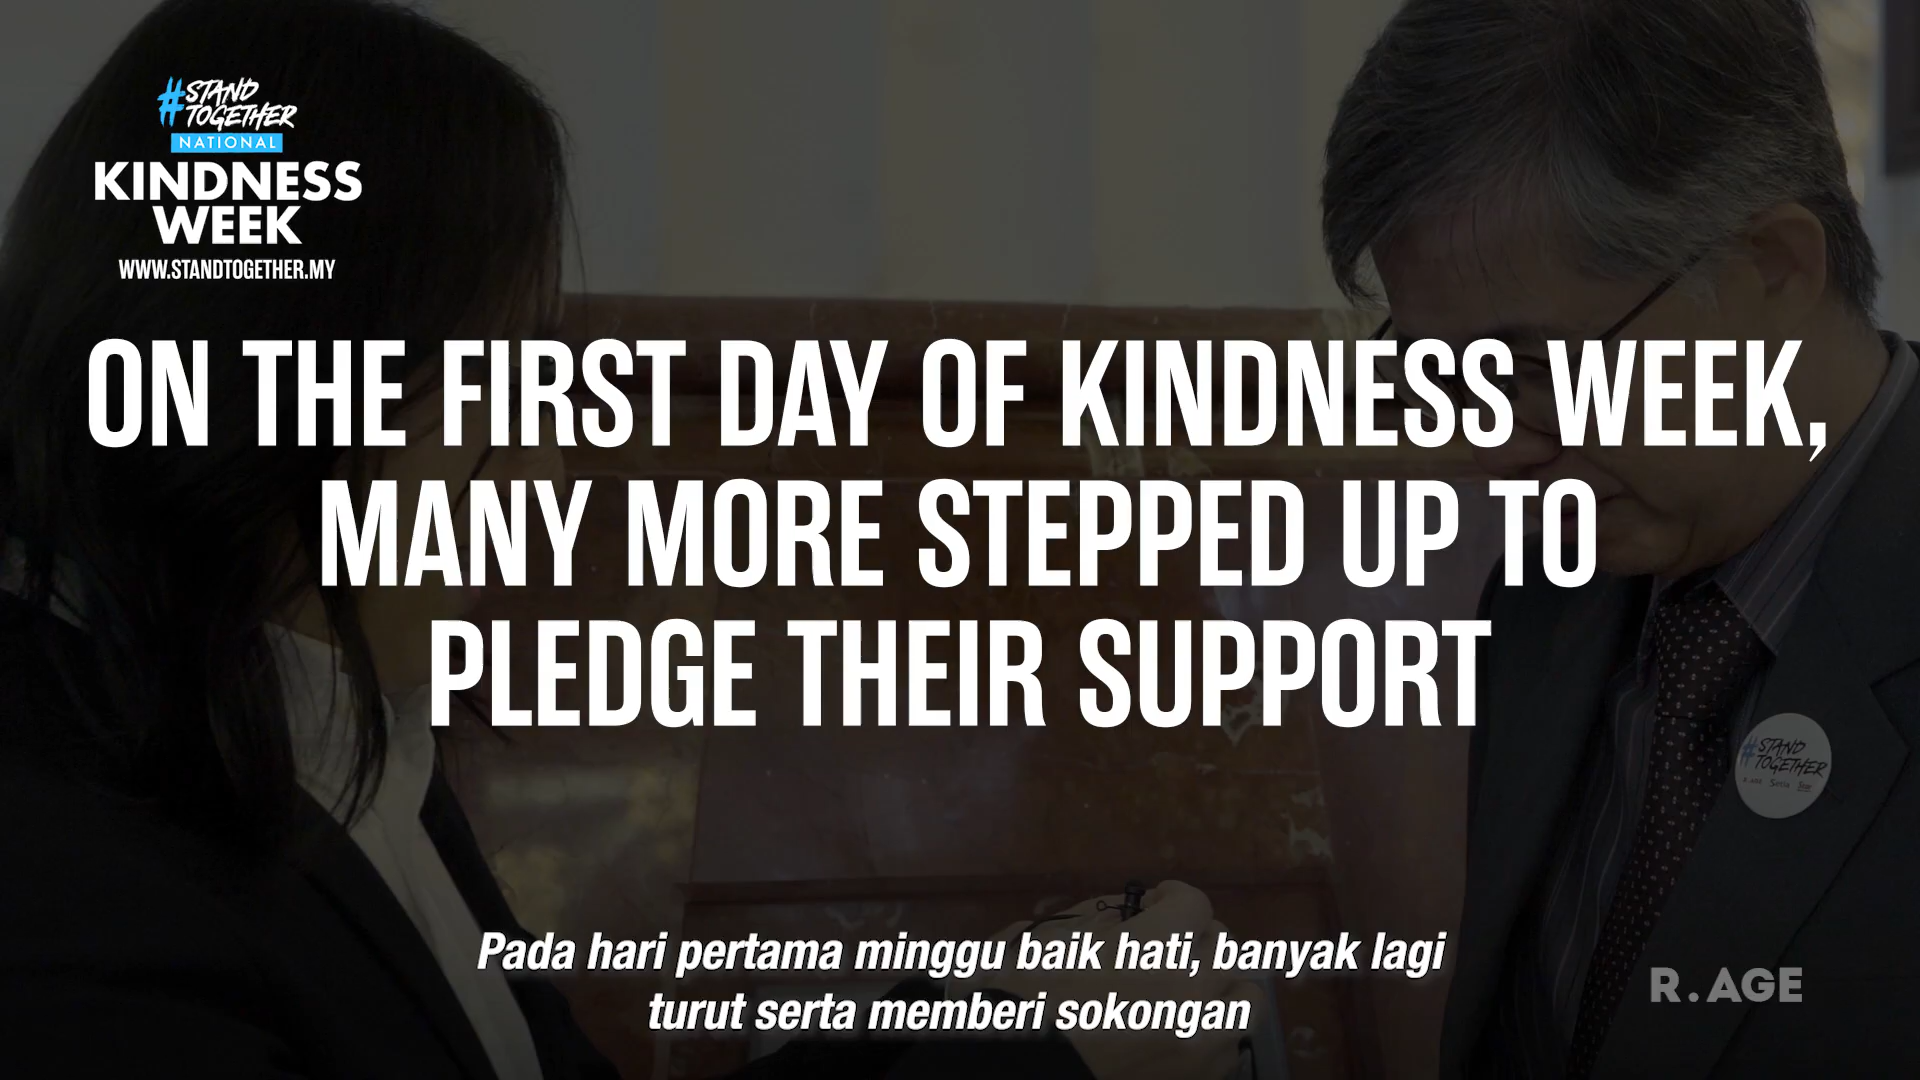 #STAND
TOGETHER
NATIONAL
KINDNESS
WEEK
WWW.STANDTOGETHER.MY
ON THE FIRST DAY OF KINDNESS WEEK,
MANY MORE STEPPED UP TO
PLEDGE THEIR SUPPORT
#STAND
TOGETHER
R.AGE Setia
Pada hari pertama minggu baik hati, banyak lagi
turut serta memberi sokongan
R.AGE